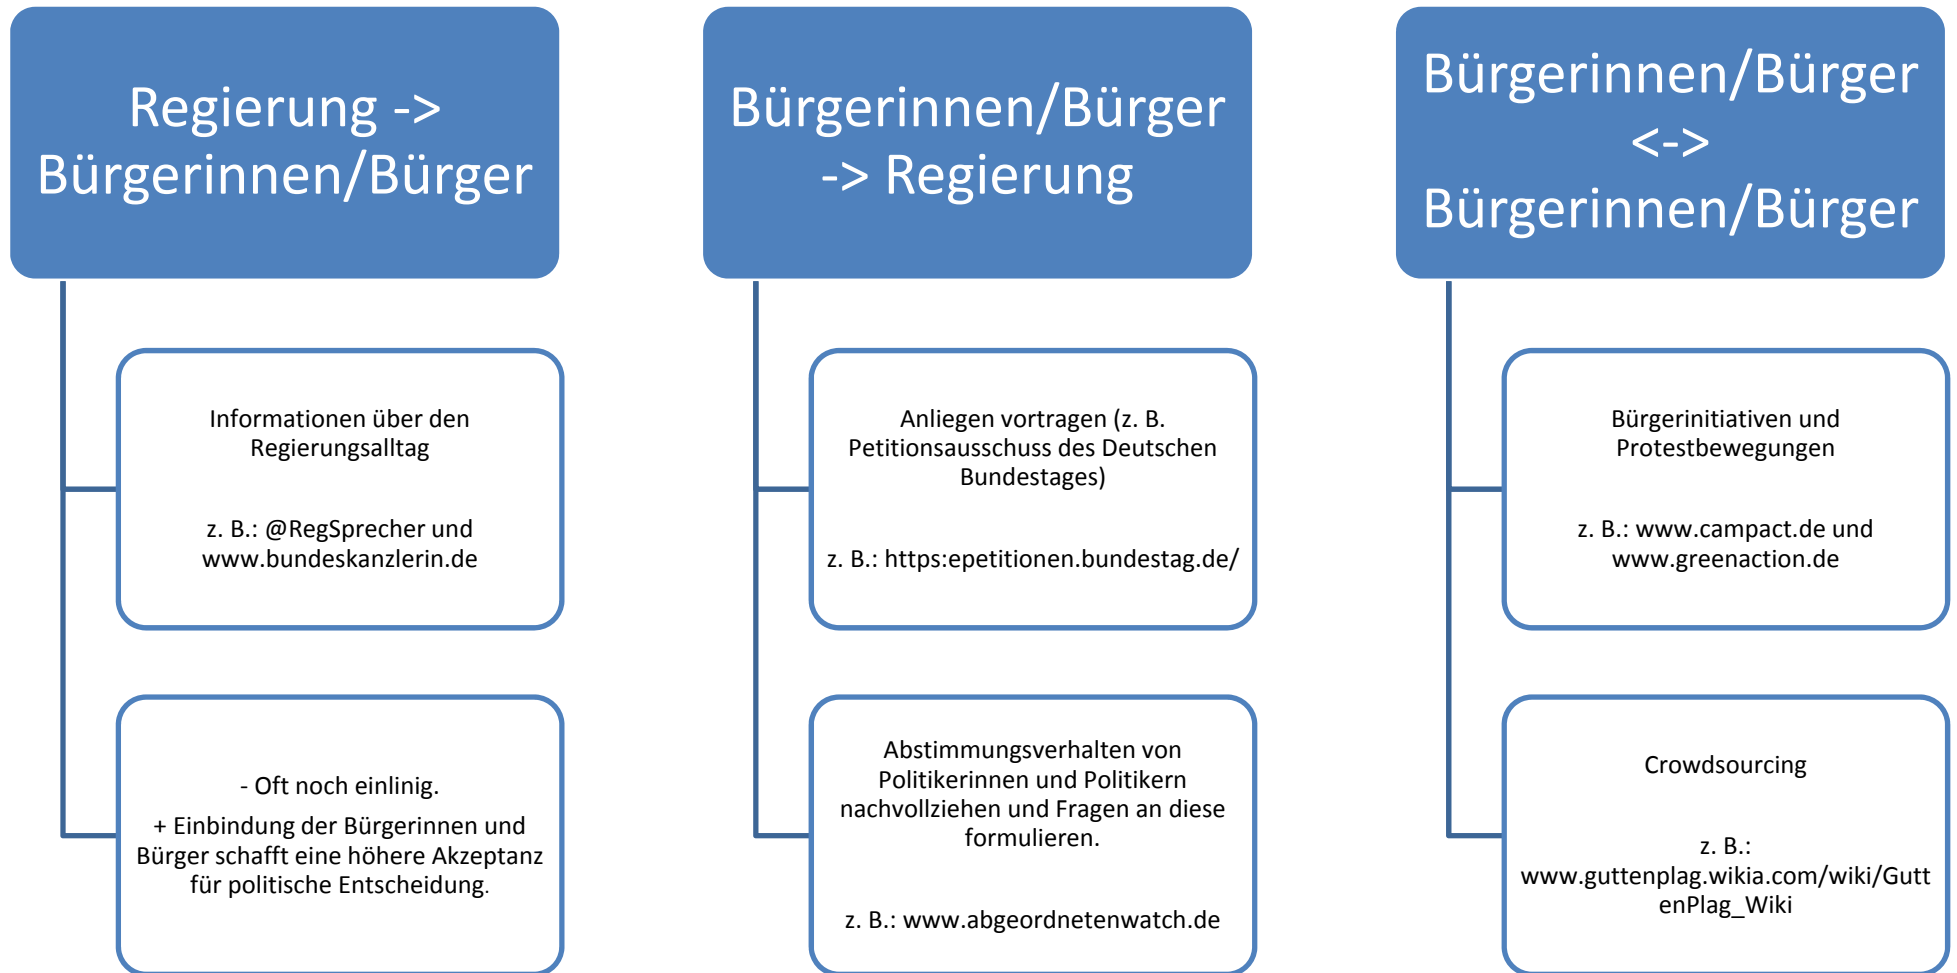 Regierung ->
Bürgerinnen/Bürger
Informationen über den
Regierungsalltag
z. B.: @RegSprecher und
www.bundeskanzlerin.de
- Oft noch einlinig.
+ Einbindung der Bürgerinnen und
Bürger schafft eine höhere Akzeptanz
für politische Entscheidung.
Bürgerinnen/Bürger
-> Regierung
Anliegen vortragen (z. B.
Petitionsausschuss des Deutschen
Bundestages)
z. B.: https:epetitionen.bundestag.de/
Abstimmungsverhalten von
Politikerinnen und Politikern
nachvollziehen und Fragen an diese
formulieren.
z. B.: www.abgeordnetenwatch.de
Bürgerinnen/Bürger
<->
Bürgerinnen/Bürger
Bürgerinitiativen und
Protestbewegungen
z. B.: www.campact.de und
www.greenaction.de
Crowdsourcing
z. B.:
www.guttenplag.wikia.com/wiki/Gutt
enPlag_Wiki